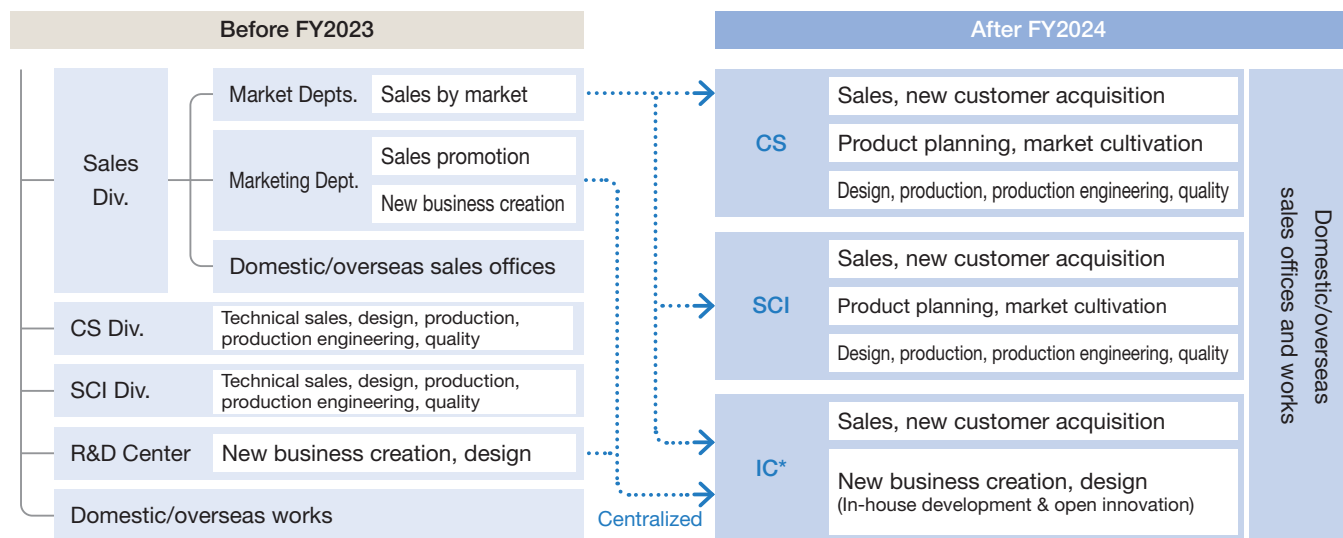 Before FY2023
Sales
Div.
Market Depts.
Sales by market
Marketing Dept.
Sales promotion
New business creation
Domestic/overseas sales offices
CS Div.
Technical sales, design, production,
production engineering, quality
SCI Div.
Technical sales, design, production,
production engineering, quality
R&D Center
New business creation, design
Domestic/overseas works
Centralized
After FY2024
CS
Sales, new customer acquisition
Product planning, market cultivation
Design, production, production engineering, quality
SCI
Sales, new customer acquisition
Product planning, market cultivation
Design, production, production engineering, quality
IC*
Sales, new customer acquisition
New business creation, design
(In-house development & open innovation)
Domestic/overseas
sales offices and works